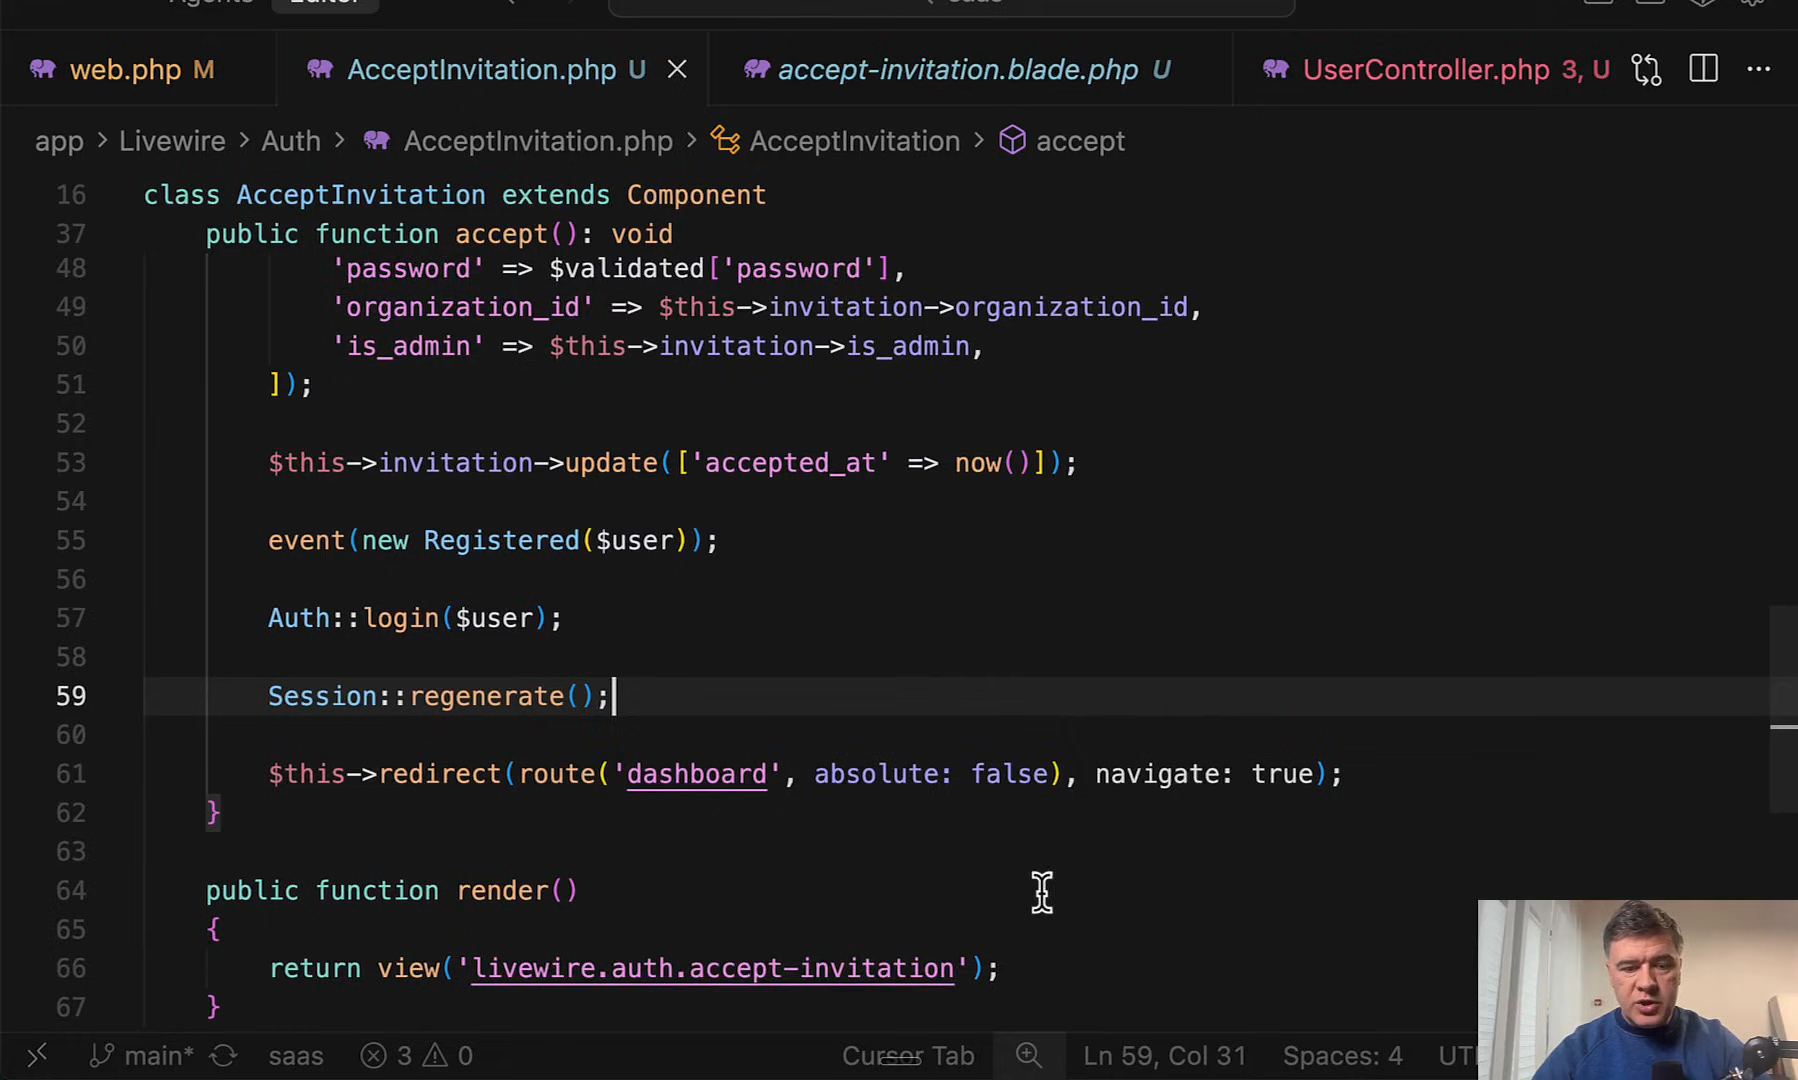 web.php M
AcceptInvitation.php U
accept-invitation.blade.php U
UserController.php 3, U
app > Livewire > Auth > AcceptInvitation.php > AcceptInvitation > accept
16 class AcceptInvitation extends Component
37 public function accept(): void
48 'password' => $validated['password'],
49 'organization_id' => $this->invitation->organization_id,
50 'is_admin' => $this->invitation->is_admin,
51 ]);
52
53 $this->invitation->update(['accepted_at' => now()]);
54
55 event(new Registered($user));
56
57 Auth::login($user);
58
59 Session::regenerate();
60
61 $this->redirect(route('dashboard', absolute: false), navigate: true);
62 }
63
64 public function render()
65 {
66 return view('livewire.auth.accept-invitation');
67 }
main* saas 3 0 Cursor Tab Ln 59, Col 31 Spaces: 4